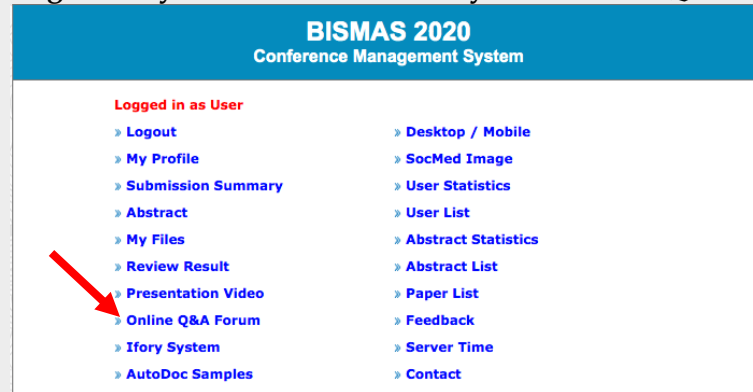 BISMAS 2020
Conference Management System
Logged in as User
» Logout
» My Profile
» Submission Summary
» Abstract
» My Files
» Review Result
» Presentation Video
» Online Q&A Forum
» Ifory System
» AutoDoc Samples
» Desktop / Mobile
» SocMed Image
» User Statistics
» User List
» Abstract Statistics
» Abstract List
» Paper List
» Feedback
» Server Time
» Contact